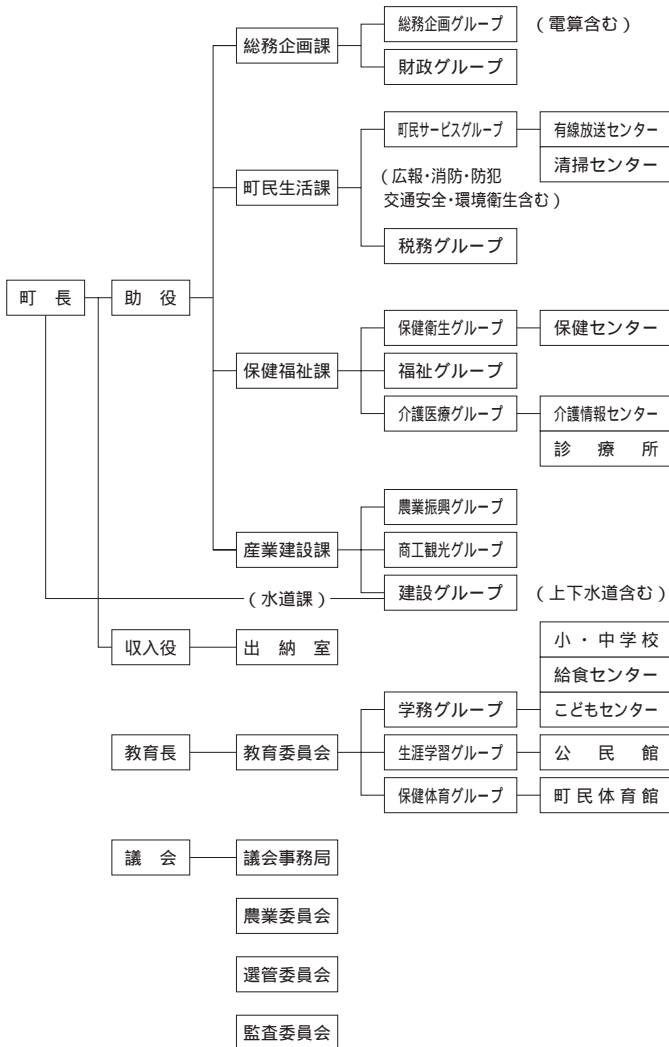 総務企画グループ （電算含む）
総務企画課
財政グループ
町民サービスグループ 有線放送センター
清掃センター
町民生活課
（広報・消防・防犯
交通安全・環境衛生含む）
税務グループ
町　長 助　役
保健衛生グループ 保健センター
保健福祉課 福祉グループ
介護医療グループ 介護情報センター
診　療　所
農業振興グループ
産業建設課 商工観光グループ
（水道課） 建設グループ （上下水道含む）
収入役 出　納　室
小・中学校
給食センター
学務グループ こどもセンター
教育長 教育委員会 生涯学習グループ 公　民　館
保健体育グループ 町民体育館
議　会 議会事務局
農業委員会
選管委員会
監査委員会